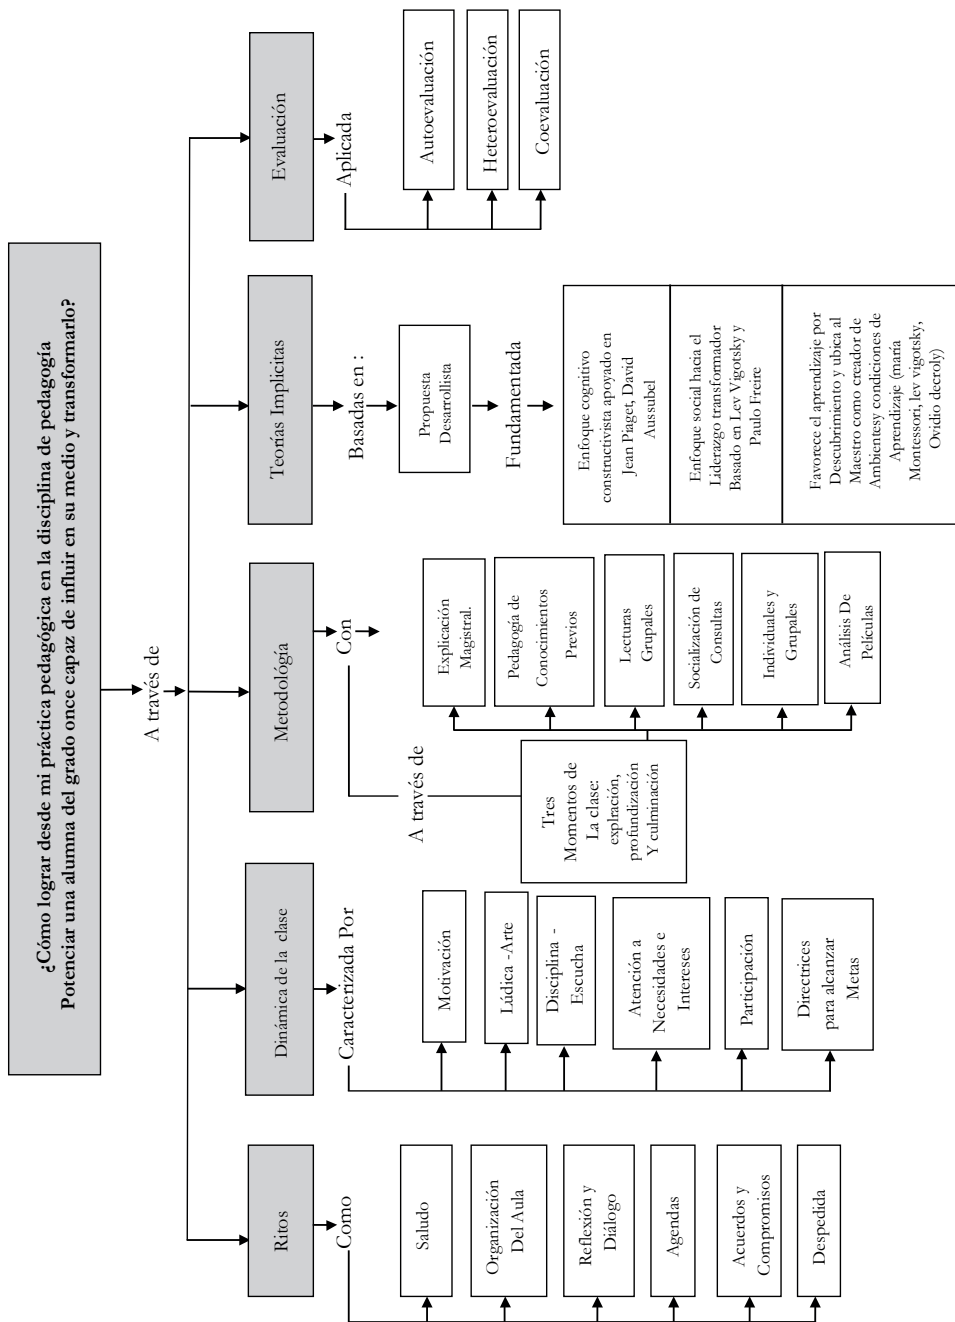 ¿Cómo lograr desde mi práctica pedagógica en la disciplina de pedagogía
Potenciar una alumna del grado once capaz de influir en su medio y transformarlo?
A través de
Ritos
Como
Saludo
Organización
Del Aula
Reflexión y
Diálogo
Agendas
Acuerdos y
Compromisos
Despedida
Dinámica de la clase
Caracterizada Por
Motivación
Lúdica -Arte
Disciplina -
Escucha
Atención a
Necesidades e
Intereses
Participación
Directrices
para alcanzar
Metas
Metodología
Con
A través de
Tres
Momentos de
La clase:
expiración,
profundización
Y culminación
Explicación
Magistral.
Pedagogía de
Conocimientos
Previos
Lecturas
Grupales
Socialización de
Consultas
Individuales y
Grupales
Análisis De
Películas
Teorías Implicitas
Basadas en :
Propuesta
Desarrollista
Fundamentada
Enfoque cognitivo
constructivista apoyado en
Jean Piaget, David
Aussubel
Enfoque social hacia el
Liderazgo transformador
Basado en Lev Vigotsky y
Paulo Freire
Favorece el aprendizaje por
Descubrimiento y ubica al
Maestro como creador de
Ambientesy condiciones de
Aprendizaje (maría
Montessori, lev vigotsky,
Ovidio decroly)
Evaluación
Aplicada
Autoevaluación
Heteroevaluación
Coevaluación